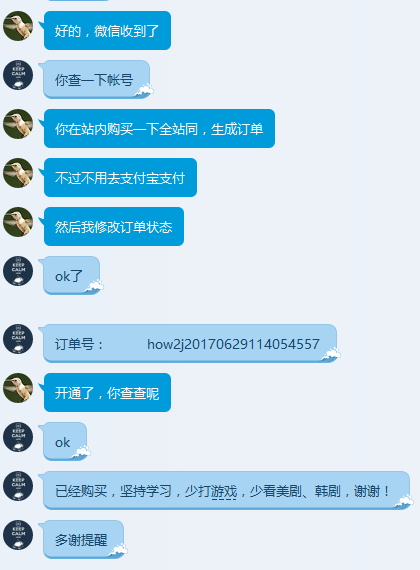 好的，微信收到了
你查一下帐号
你在站内购买一下全站同，生成订单
不过不用去支付宝支付
然后我修改订单状态
ok了
订单号： how2j20170629114054557
开通了，你查查呢
ok
已经购买，坚持学习，少打游戏，少看美剧、韩剧，谢谢！
多谢提醒